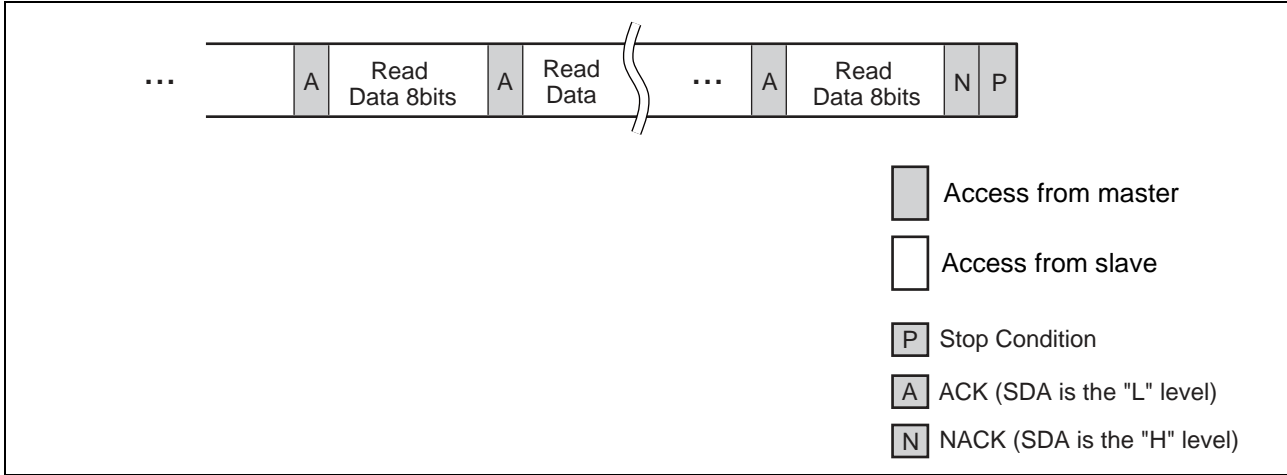 ... A Read Data 8bits A Read Data ... A Read Data 8bits N P
Access from master
Access from slave
P Stop Condition
A ACK (SDA is the "L" level)
N NACK (SDA is the "H" level)